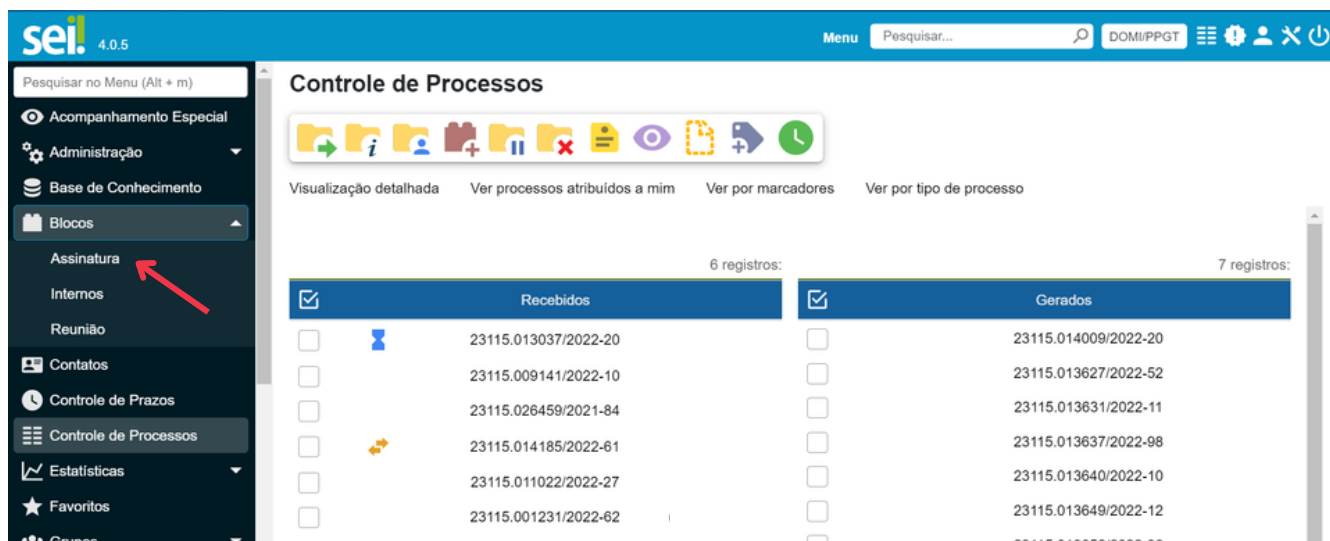 sei! 4.0.5
Menu
Pesquisar...
DOMI/PPGT
Pesquisar no Menu (Alt + m)
Acompanhamento Especial
Administração
Base de Conhecimento
Blocos
Assinatura
Internos
Reunião
Contatos
Controle de Prazos
Controle de Processos
Estatísticas
Favoritos
Grupos
Controle de Processos
Visualização detalhada Ver processos atribuídos a mim Ver por marcadores Ver por tipo de processo
6 registros:
Recebidos
23115.013037/2022-20
23115.009141/2022-10
23115.026459/2021-84
23115.014185/2022-61
23115.011022/2022-27
23115.001231/2022-62
7 registros:
Gerados
23115.014009/2022-20
23115.013627/2022-52
23115.013631/2022-11
23115.013637/2022-98
23115.013640/2022-10
23115.013649/2022-12